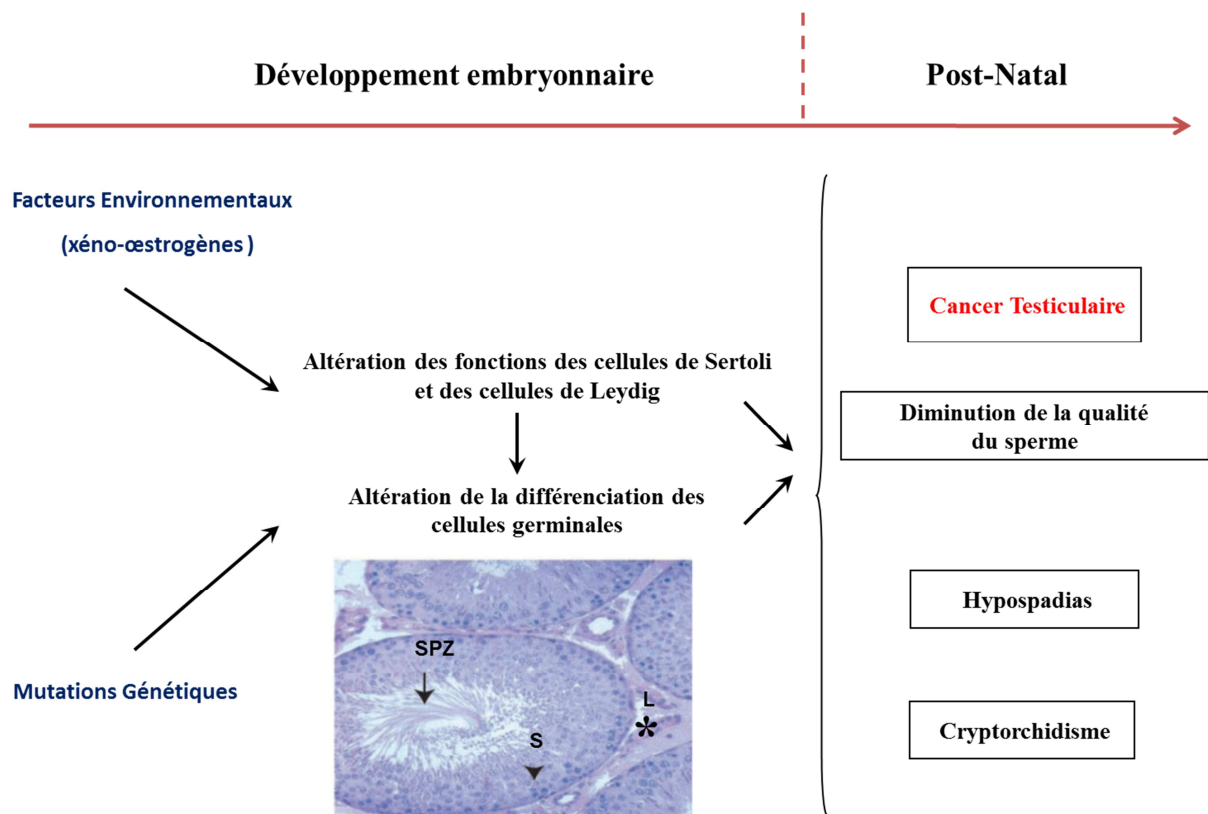 Développement embryonnaire
Post-Natal
Facteurs Environnementaux
(xéno-œstrogènes )
Altération des fonctions des cellules de Sertoli
et des cellules de Leydig
Altération de la différenciation des
cellules germinales
Mutations Génétiques
SPZ
S
L
*
Cancer Testiculaire
Diminution de la qualité
du sperme
Hypospadias
Cryptorchidisme